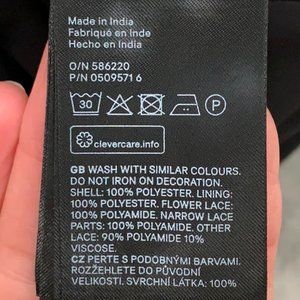 Made in India
Fabriqué en Inde
Hecho en India
O/N 586220
P/N 0509571 6
30
P
clevercare.info
GB WASH WITH SIMILAR COLOURS.
DO NOT IRON ON DECORATION.
SHELL: 100% POLYESTER. LINING:
100% POLYESTER. FLOWER LACE:
100% POLYAMIDE. NARROW LACE
PARTS: 100% POLYAMIDE. OTHER
LACE: 90% POLYAMIDE 10%
VISCOSE.
CZ PERTE S PODOBNÝMI BARVAMI.
ROZŽEHLETE DO PŮVODNÍ
VELIKOSTI. SVRCHNÍ LÁTKA: 100%